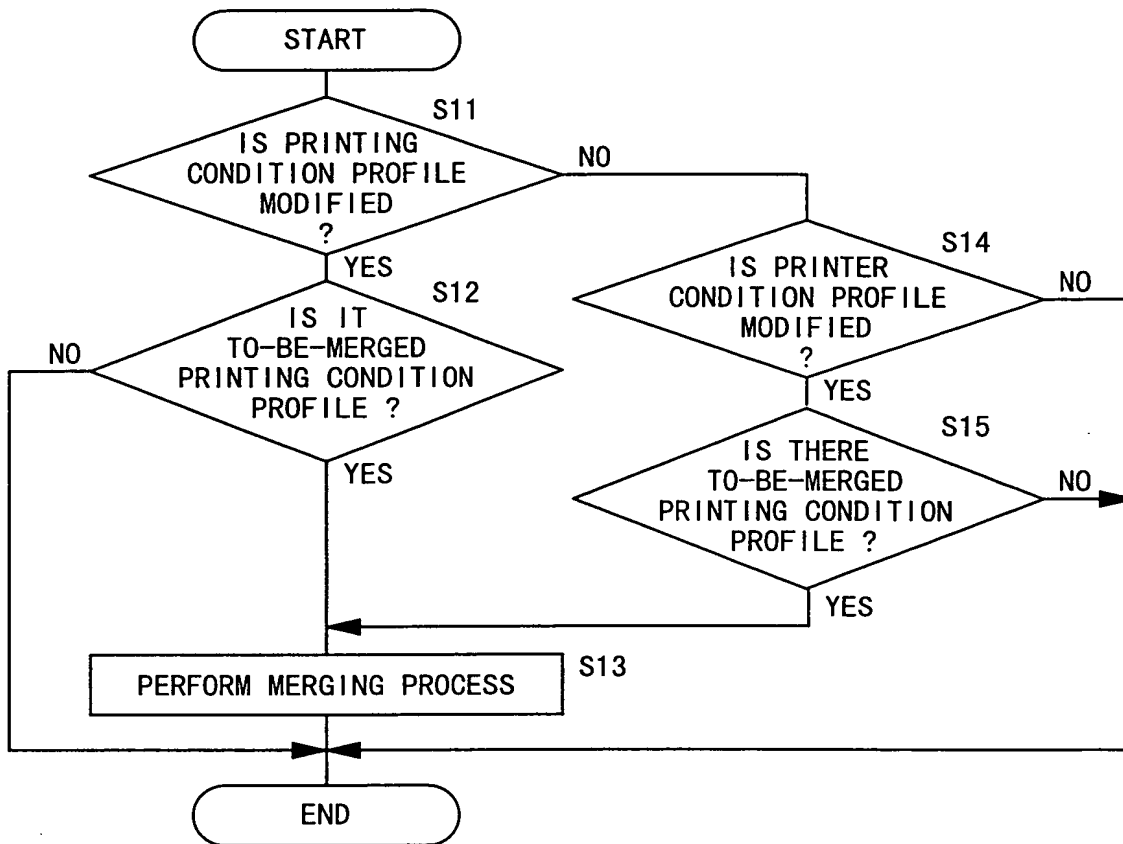 START
S11
IS PRINTING
CONDITION PROFILE
MODIFIED
?
NO
YES
S12
IS IT
TO-BE-MERGED
PRINTING CONDITION
PROFILE ?
NO
YES
S14
IS PRINTER
CONDITION PROFILE
MODIFIED
?
NO
YES
S15
IS THERE
TO-BE-MERGED
PRINTING CONDITION
PROFILE ?
NO
YES
S13
PERFORM MERGING PROCESS
END